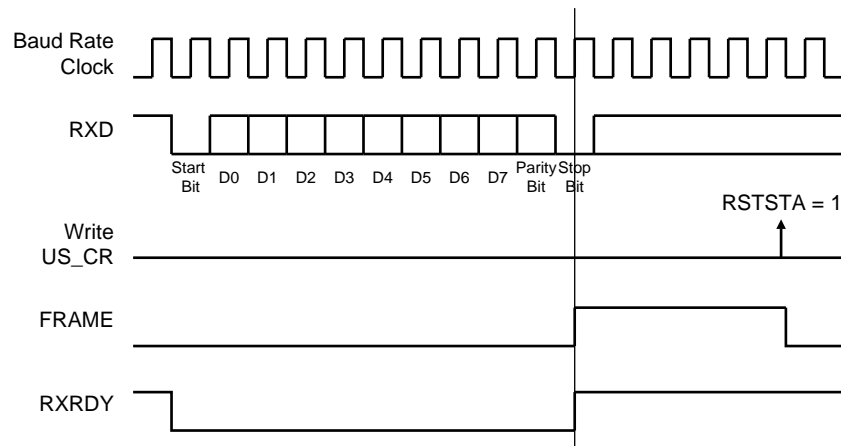 Baud Rate
Clock
RXD
Start
Bit
D0
D1
D2
D3
D4
D5
D6
D7
Parity
Bit
Stop
Bit
RSTSTA = 1
Write
US_CR
FRAME
RXRDY